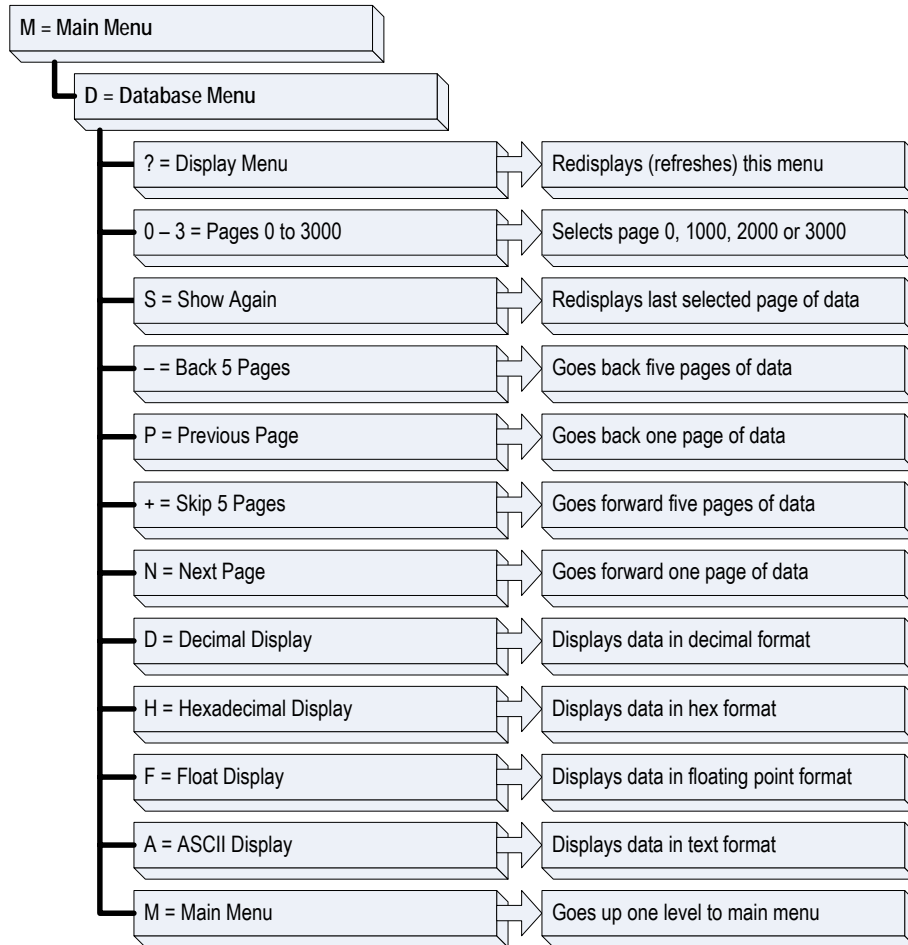 M = Main Menu
D = Database Menu
? = Display Menu
Redisplays (refreshes) this menu
0 – 3 = Pages 0 to 3000
Selects page 0, 1000, 2000 or 3000
S = Show Again
Redisplays last selected page of data
– = Back 5 Pages
Goes back five pages of data
P = Previous Page
Goes back one page of data
+ = Skip 5 Pages
Goes forward five pages of data
N = Next Page
Goes forward one page of data
D = Decimal Display
Displays data in decimal format
H = Hexadecimal Display
Displays data in hex format
F = Float Display
Displays data in floating point format
A = ASCII Display
Displays data in text format
M = Main Menu
Goes up one level to main menu